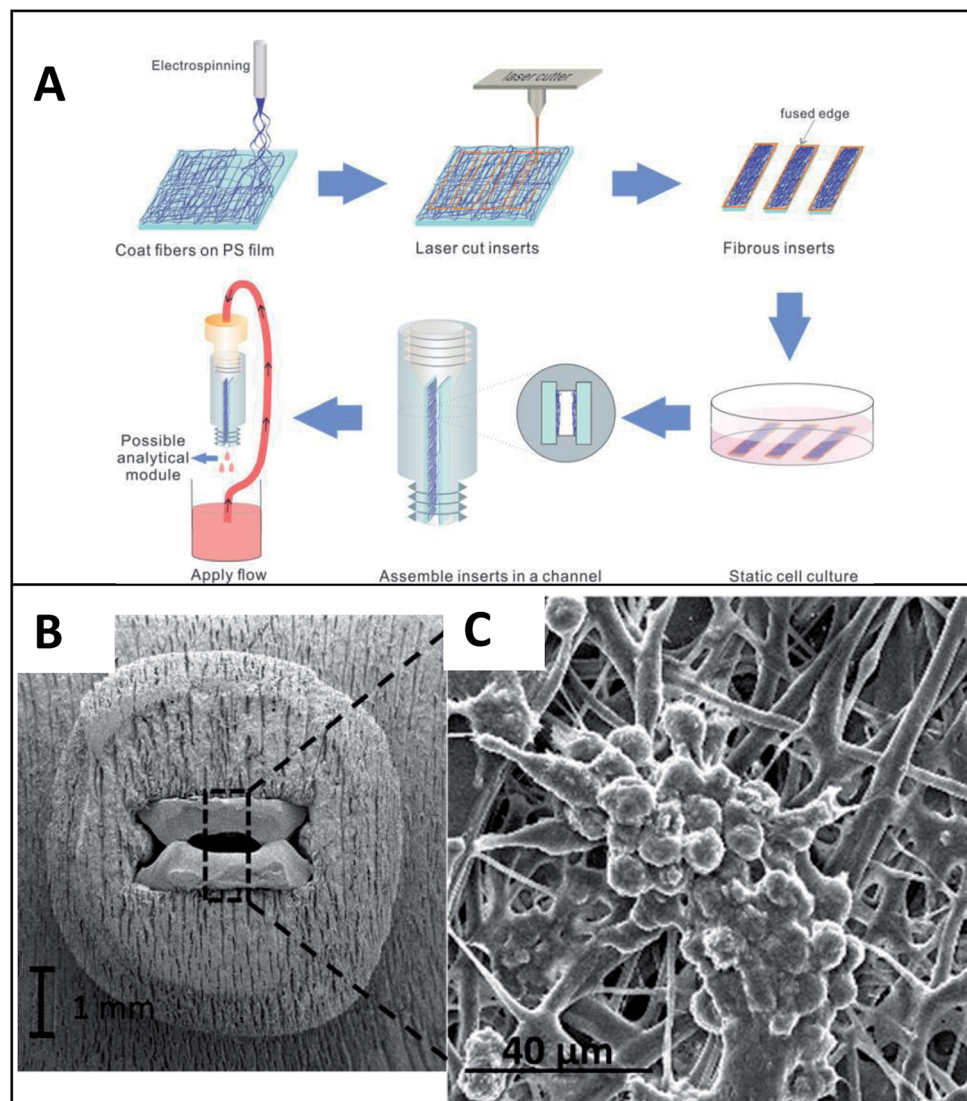 A
Electrospinning
laser cutter
fused edge
Coat fibers on PS film
Laser cut inserts
Fibrous inserts
Possible
analytical
module
Apply flow
Assemble inserts in a channel
Static cell culture
B
1 mm
C
40 µm